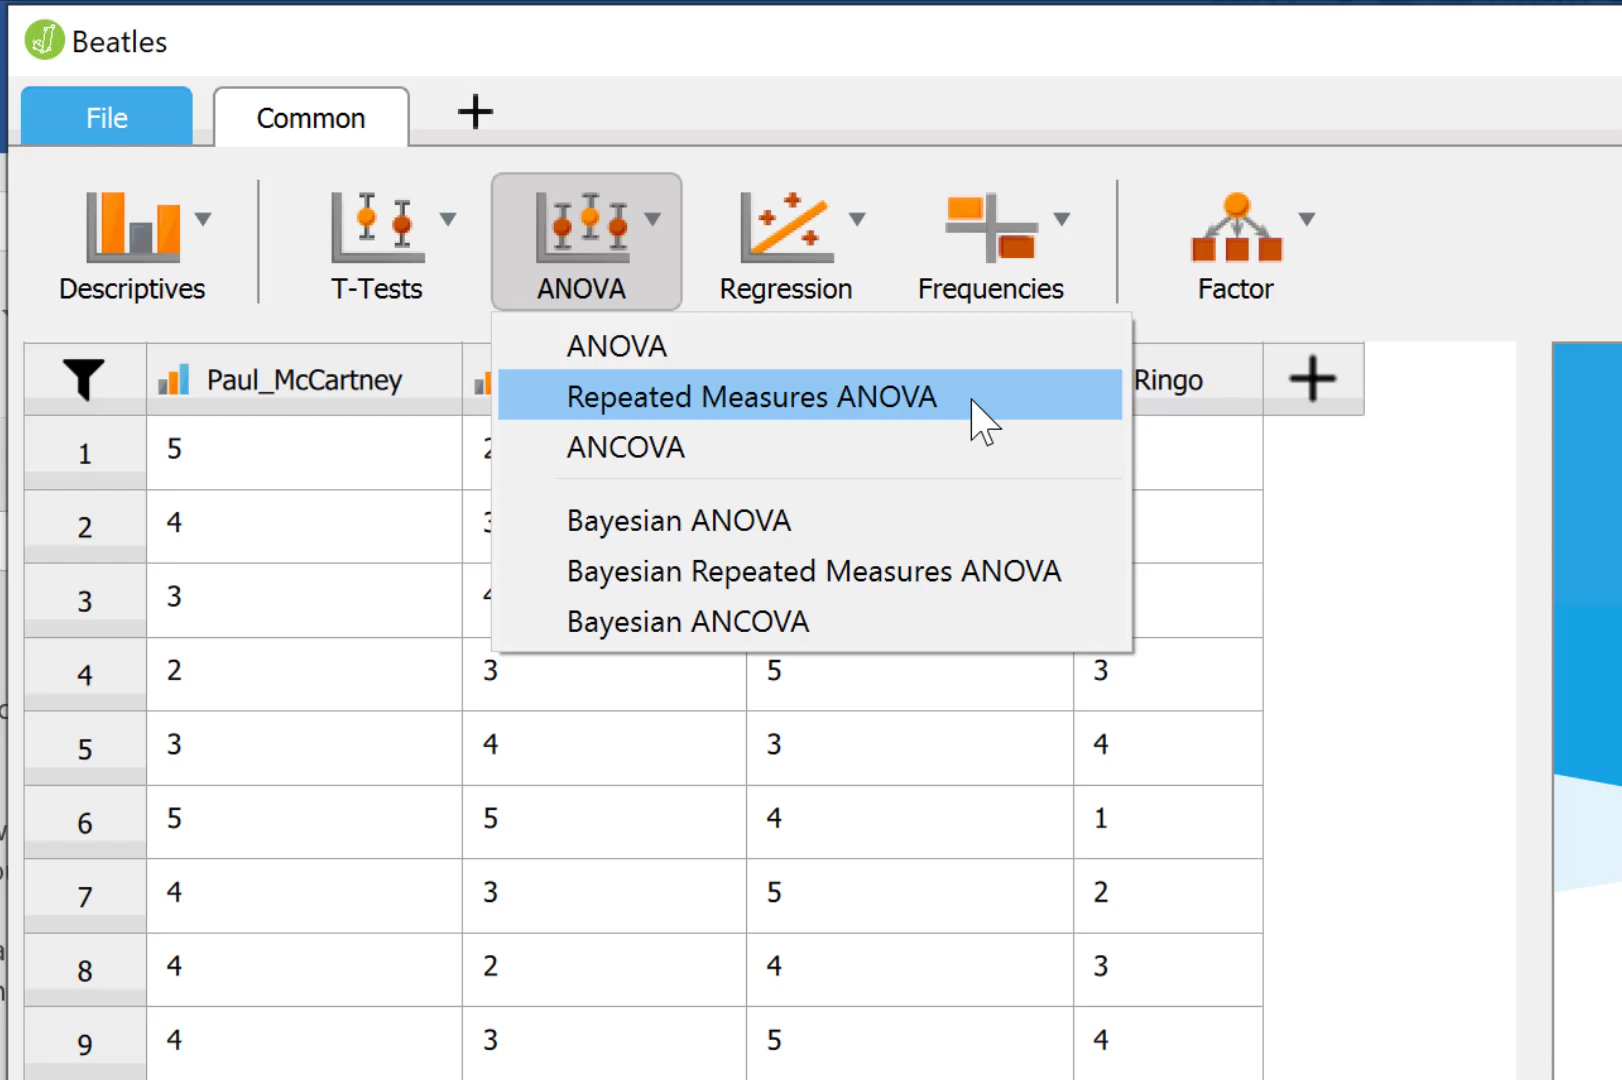 Beatles
File Common +
Descriptives T-Tests ANOVA Regression Frequencies Factor
ANOVA
Repeated Measures ANOVA
ANCOVA
Bayesian ANOVA
Bayesian Repeated Measures ANOVA
Bayesian ANCOVA
Paul_McCartney Ringo +
1 5
2 4
3 3
4 2 3 5 3
5 3 4 3 4
6 5 5 4 1
7 4 3 5 2
8 4 2 4 3
9 4 3 5 4